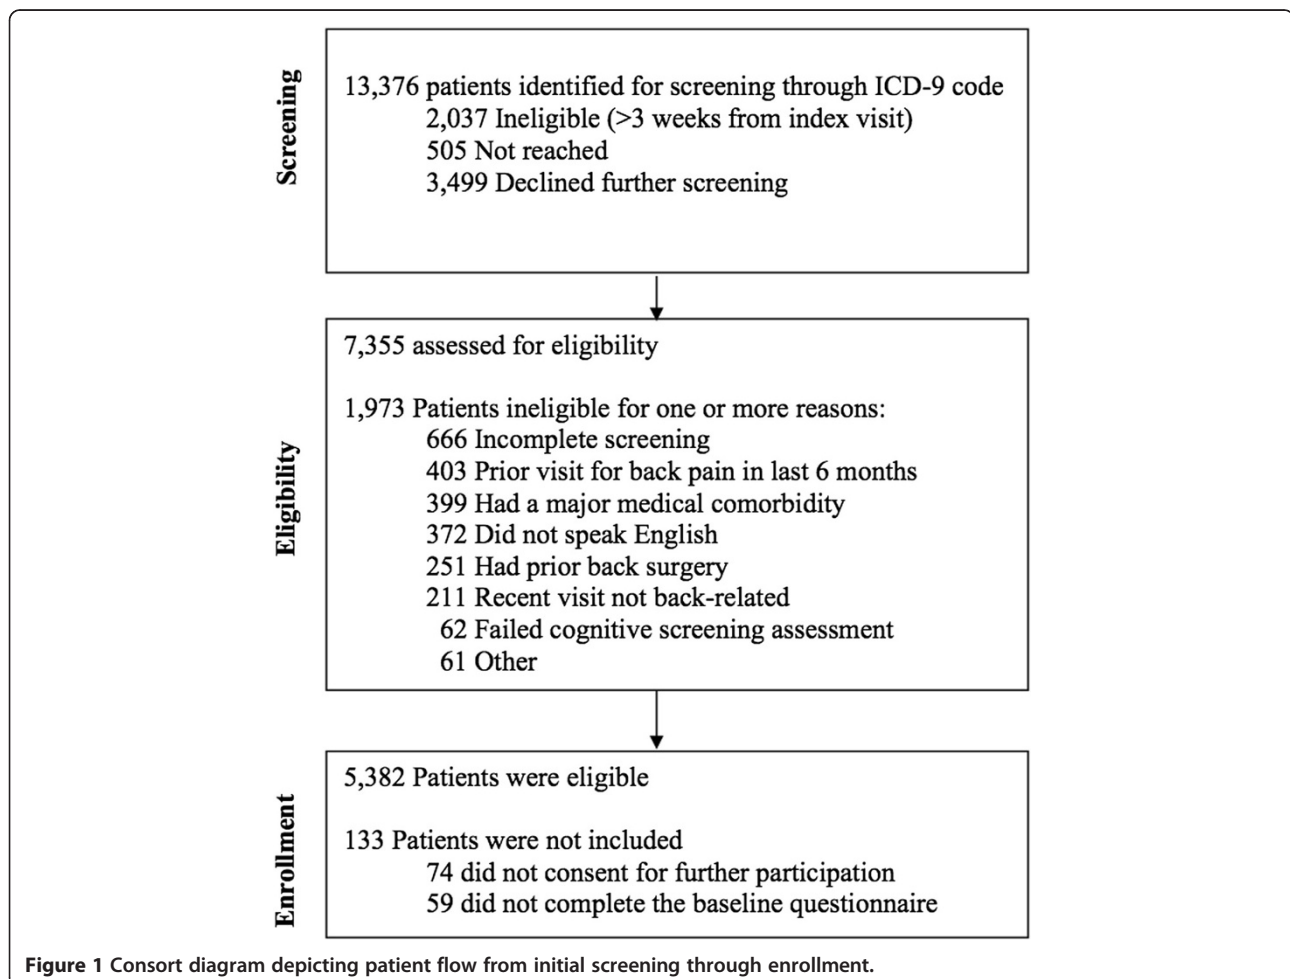 Screening
13,376 patients identified for screening through ICD-9 code
2,037 Ineligible (>3 weeks from index visit)
505 Not reached
3,499 Declined further screening
Eligibility
7,355 assessed for eligibility
1,973 Patients ineligible for one or more reasons:
666 Incomplete screening
403 Prior visit for back pain in last 6 months
399 Had a major medical comorbidity
372 Did not speak English
251 Had prior back surgery
211 Recent visit not back-related
62 Failed cognitive screening assessment
61 Other
Enrollment
5,382 Patients were eligible
133 Patients were not included
74 did not consent for further participation
59 did not complete the baseline questionnaire
Figure 1 Consort diagram depicting patient flow from initial screening through enrollment.